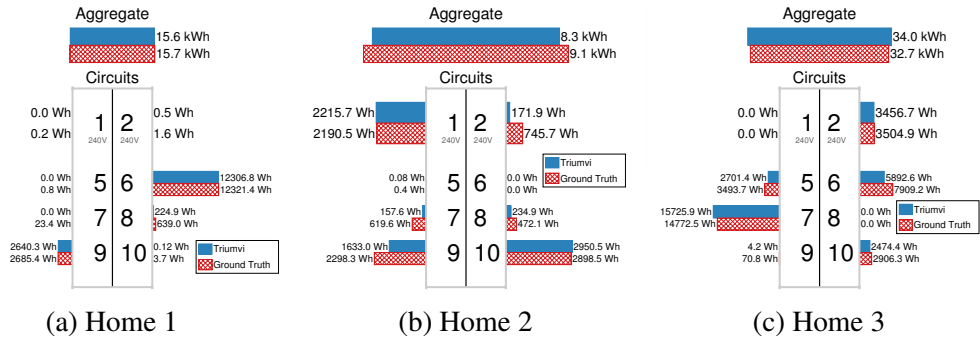 Aggregate
15.6 kWh
15.7 kWh
Circuits
0.0 Wh 1 2 0.5 Wh
0.2 Wh 240V 240V 1.6 Wh
0.0 Wh 5 6 12306.8 Wh
0.8 Wh 12321.4 Wh
0.0 Wh 7 8 224.9 Wh
23.4 Wh 639.0 Wh
2640.3 Wh 9 10 0.12 Wh
2685.4 Wh 3.7 Wh
Triumvi
Ground Truth
(a) Home 1
Aggregate
8.3 kWh
9.1 kWh
Circuits
2215.7 Wh 1 2 171.9 Wh
2190.5 Wh 240V 240V 745.7 Wh
Triumvi
Ground Truth
0.08 Wh 5 6 0.0 Wh
0.4 Wh 0.0 Wh
157.6 Wh 7 8 234.9 Wh
619.6 Wh 472.1 Wh
1633.0 Wh 9 10 2950.5 Wh
2298.3 Wh 2898.5 Wh
(b) Home 2
Aggregate
34.0 kWh
32.7 kWh
Circuits
0.0 Wh 1 2 3456.7 Wh
0.0 Wh 240V 240V 3504.9 Wh
2701.4 Wh 5 6 5892.6 Wh
3493.7 Wh 7909.2 Wh
15725.9 Wh 7 8 0.0 Wh
14772.5 Wh 0.0 Wh
Triumvi
Ground Truth
4.2 Wh 9 10 2474.4 Wh
70.8 Wh 2906.3 Wh
(c) Home 3